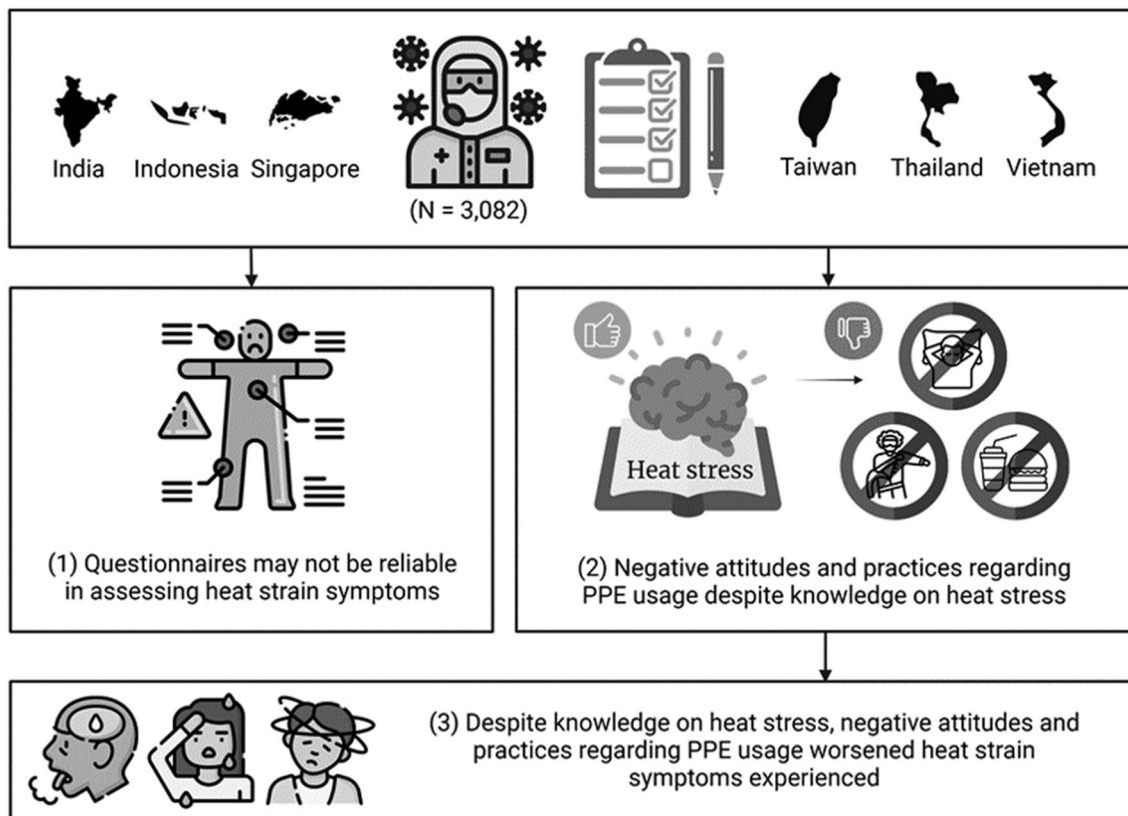 India
Indonesia
Singapore
(N = 3,082)
Taiwan
Thailand
Vietnam
Heat stress
(1) Questionnaires may not be reliable
in assessing heat strain symptoms
(2) Negative attitudes and practices regarding
PPE usage despite knowledge on heat stress
(3) Despite knowledge on heat stress, negative attitudes and
practices regarding PPE usage worsened heat strain
symptoms experienced